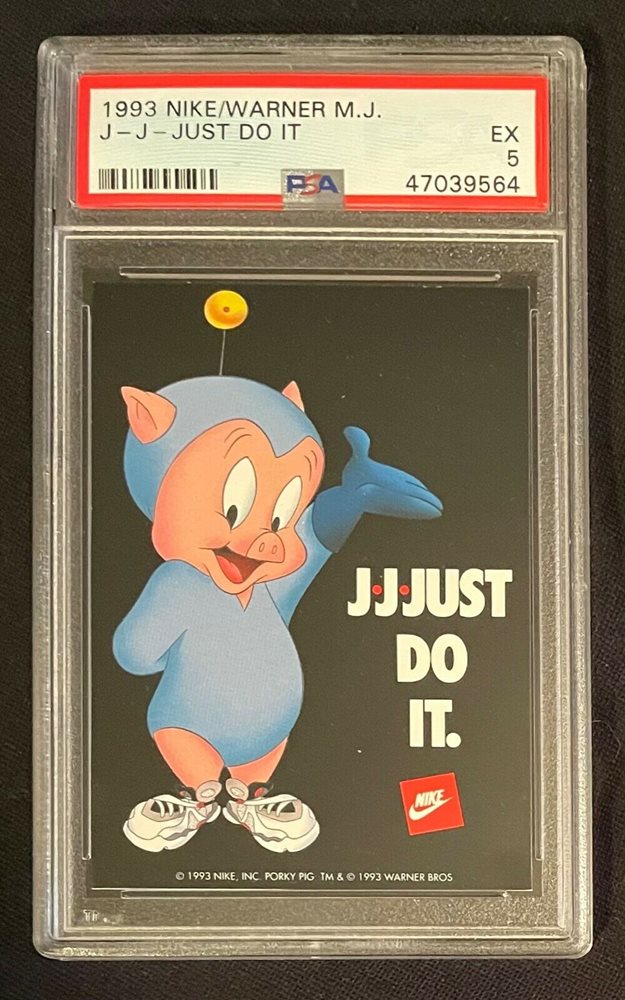 1993 NIKE/WARNER M.J.
J-J-JUST DO IT
EX
5
PSA
47039564
J•J•JUST
DO
IT.
NIKE
© 1993 NIKE, INC. PORKY PIG TM & © 1993 WARNER BROS